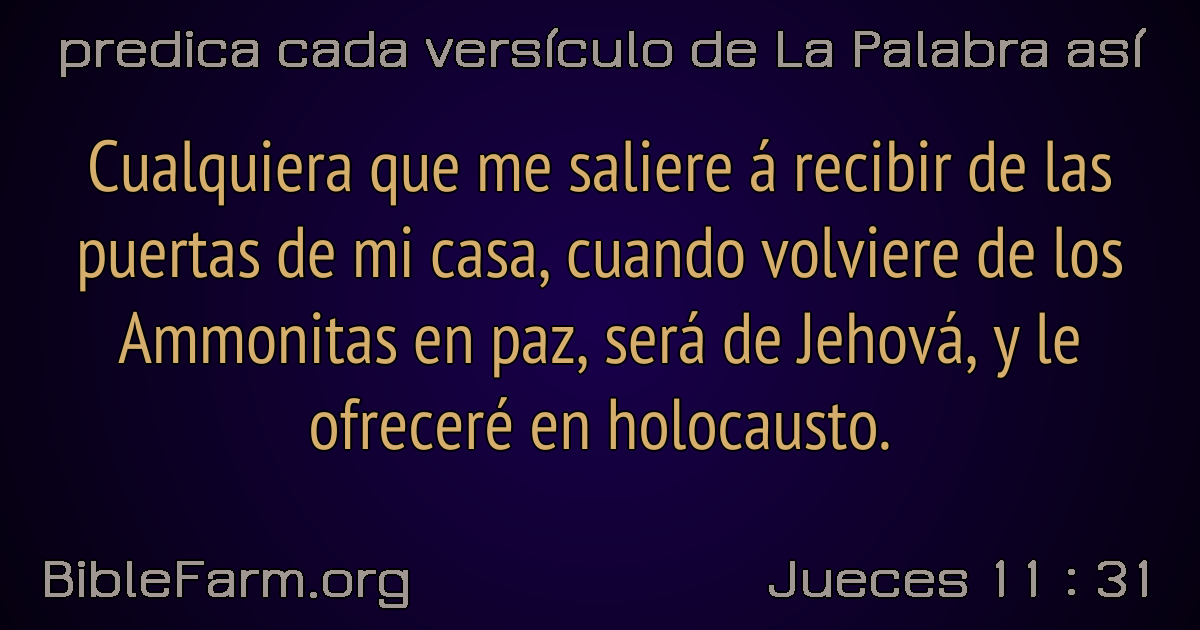 predica cada versículo de La Palabra así
Cualquiera que me saliere á recibir de las
puertas de mi casa, cuando volviere de los
Ammonitas en paz, será de Jehová, y le
ofreceré en holocausto.
BibleFarm.org
Jueces 11 : 31